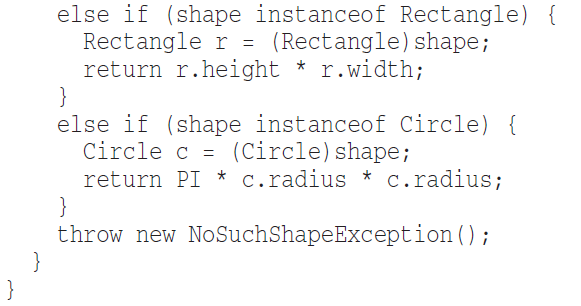 else if (shape instanceof Rectangle) {
      Rectangle r = (Rectangle)shape;
      return r.height * r.width;
    }
    else if (shape instanceof Circle) {
      Circle c = (Circle)shape;
      return PI * c.radius * c.radius;
    }
    throw new NoSuchShapeException();
  }
}